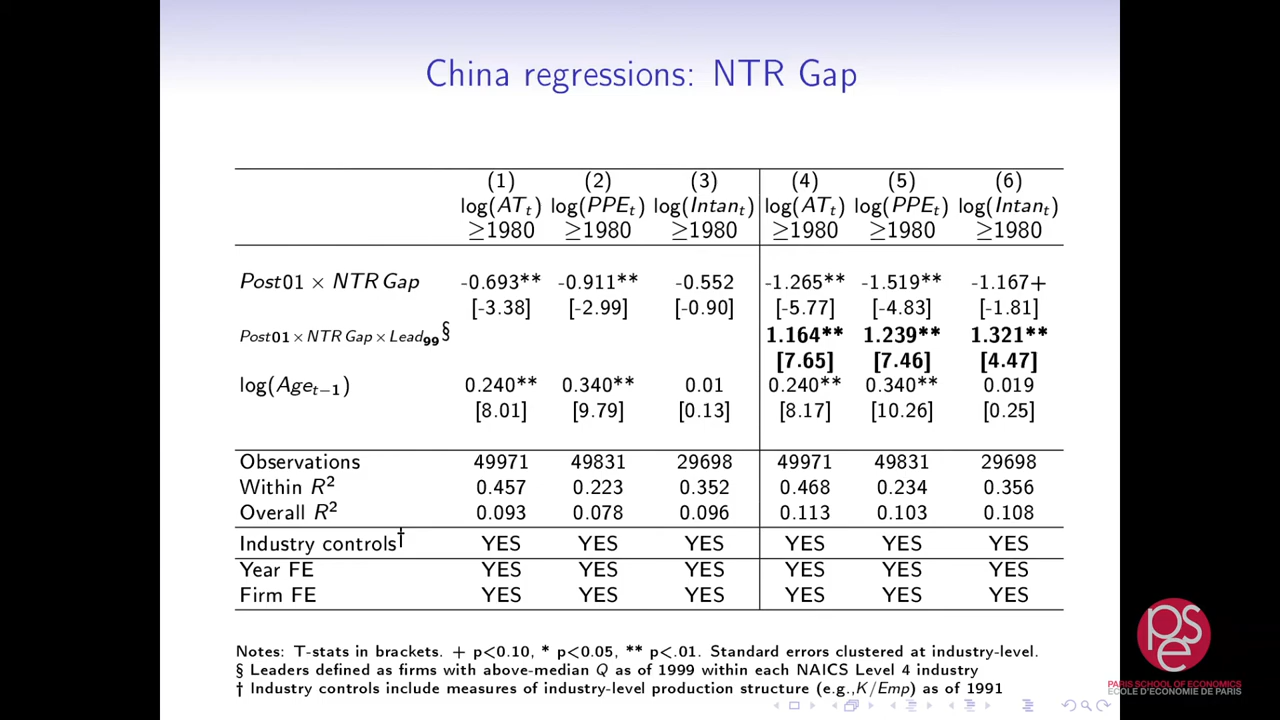 China regressions: NTR Gap
(1) (2) (3) (4) (5) (6)
log(ATt) log(PPEt) log(Intant) log(ATt) log(PPEt) log(Intant)
≥1980 ≥1980 ≥1980 ≥1980 ≥1980 ≥1980
Post01 × NTR Gap -0.693** -0.911** -0.552 -1.265** -1.519** -1.167+
[-3.38] [-2.99] [-0.90] [-5.77] [-4.83] [-1.81]
Post01×NTR Gap×Lead99§ 1.164** 1.239** 1.321**
[7.65] [7.46] [4.47]
log(Aget−1) 0.240** 0.340** 0.01 0.240** 0.340** 0.019
[8.01] [9.79] [0.13] [8.17] [10.26] [0.25]
Observations 49971 49831 29698 49971 49831 29698
Within R2 0.457 0.223 0.352 0.468 0.234 0.356
Overall R2 0.093 0.078 0.096 0.113 0.103 0.108
Industry controls† YES YES YES YES YES YES
Year FE YES YES YES YES YES YES
Firm FE YES YES YES YES YES YES
Notes: T-stats in brackets. + p<0.10, * p<0.05, ** p<.01. Standard errors clustered at industry-level.
§ Leaders defined as firms with above-median Q as of 1999 within each NAICS Level 4 industry
† Industry controls include measures of industry-level production structure (e.g.,K/Emp) as of 1991
pse
PARIS SCHOOL OF ECONOMICS
ECOLE D'ECONOMIE DE PARIS